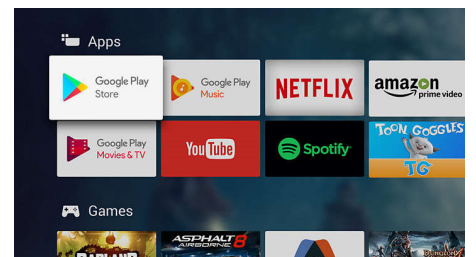 Apps
Google Play
Store
Google Play
Music
NETFLIX
amazon
prime video
Google Play
Movies & TV
YouTube
Spotify
TOON GOGGLES
TG
Games
BADLAND
ASPHALT 8
AIRBORNE